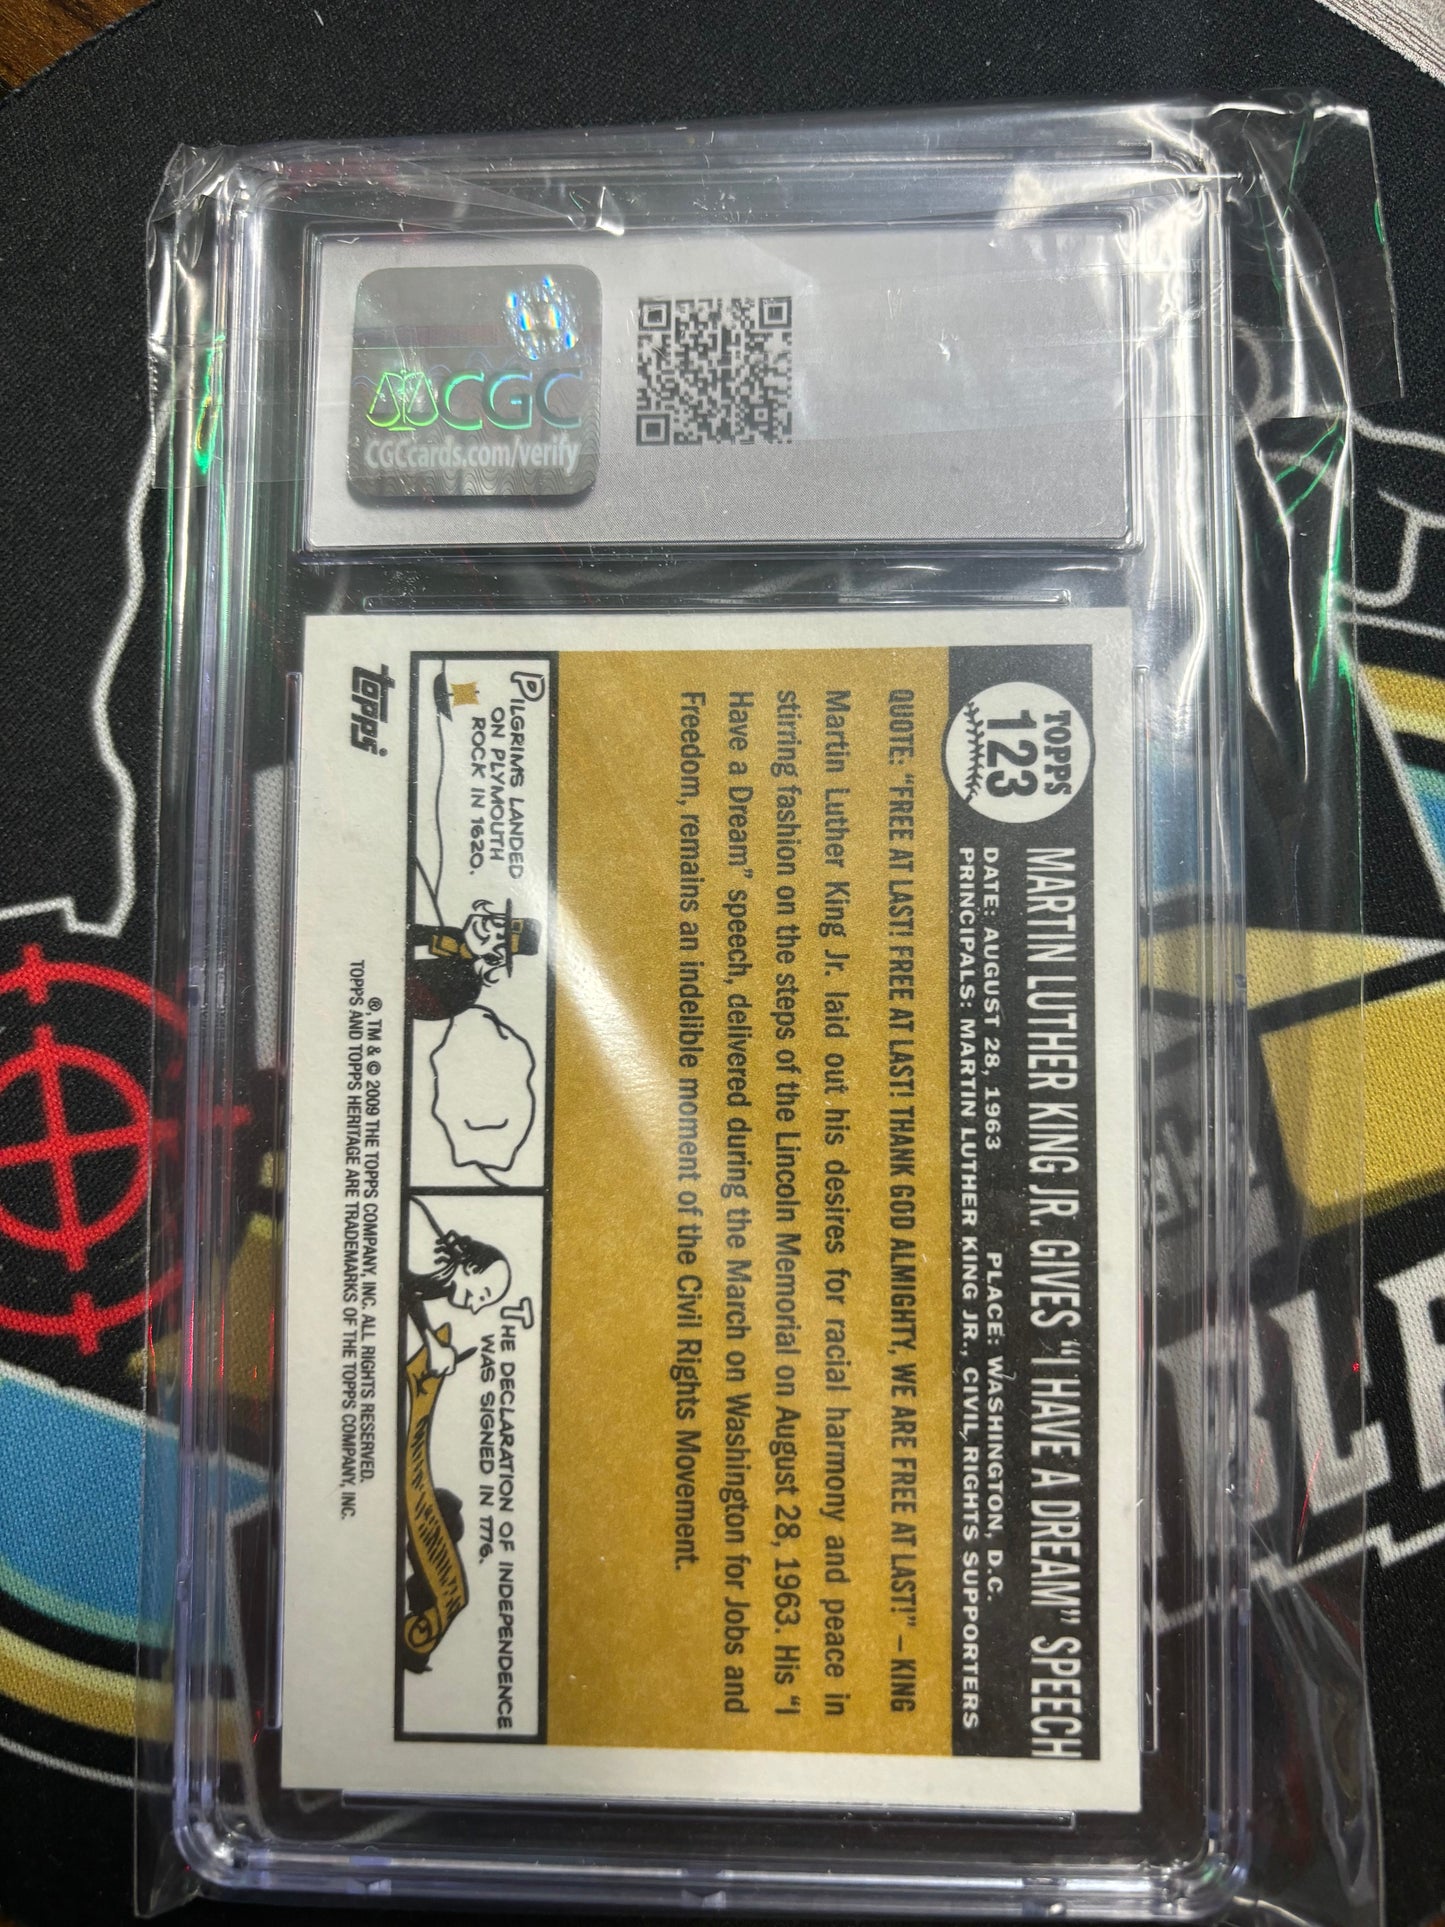 CGC
CGCcards.com/verify
TOPPS
123
MARTIN LUTHER KING JR. GIVES “I HAVE A DREAM” SPEECH
DATE: AUGUST 28, 1963 PLACE: WASHINGTON, D.C.
PRINCIPALS: MARTIN LUTHER KING JR., CIVIL RIGHTS SUPPORTERS
QUOTE: “FREE AT LAST! FREE AT LAST! THANK GOD ALMIGHTY, WE ARE FREE AT LAST!” – KING
Martin Luther King Jr. laid out his desires for racial harmony and peace in
stirring fashion on the steps of the Lincoln Memorial on August 28, 1963. His “I
Have a Dream” speech, delivered during the March on Washington for Jobs and
Freedom, remains an indelible moment of the Civil Rights Movement.
PILGRIMS LANDED
ON PLYMOUTH
ROCK IN 1620.
THE DECLARATION OF INDEPENDENCE
WAS SIGNED IN 1776.
topps
®, TM & © 2009 THE TOPPS COMPANY, INC. ALL RIGHTS RESERVED.
TOPPS AND TOPPS HERITAGE ARE TRADEMARKS OF THE TOPPS COMPANY, INC.